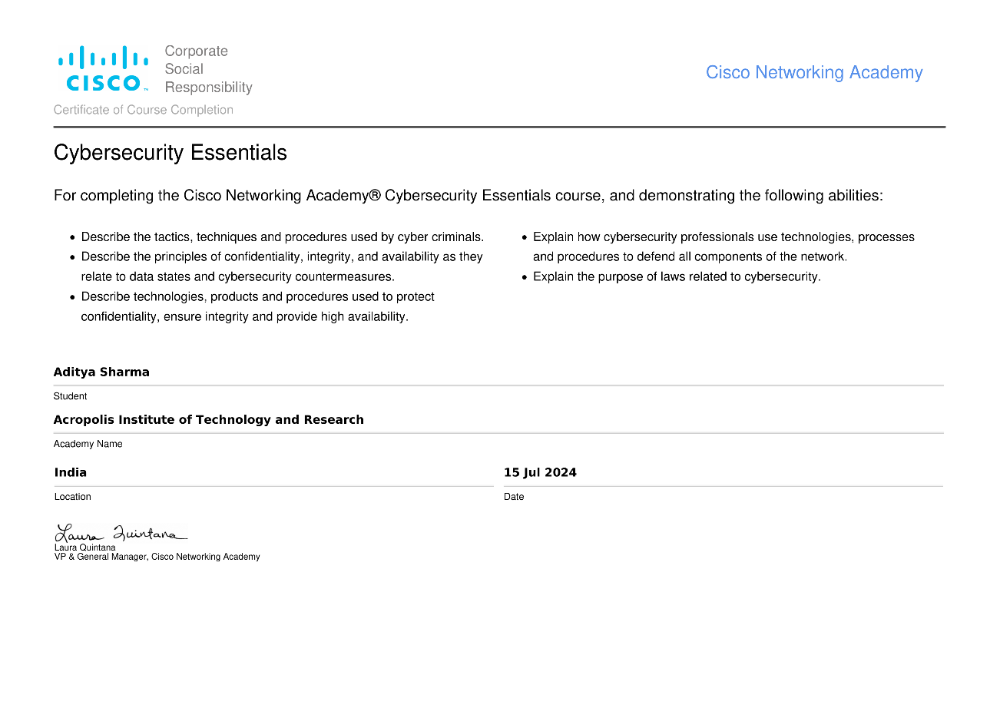 CISCO™
Corporate
Social
Responsibility
Cisco Networking Academy
Certificate of Course Completion
Cybersecurity Essentials
For completing the Cisco Networking Academy® Cybersecurity Essentials course, and demonstrating the following abilities:
• Describe the tactics, techniques and procedures used by cyber criminals.
• Describe the principles of confidentiality, integrity, and availability as they
relate to data states and cybersecurity countermeasures.
• Describe technologies, products and procedures used to protect
confidentiality, ensure integrity and provide high availability.
• Explain how cybersecurity professionals use technologies, processes
and procedures to defend all components of the network.
• Explain the purpose of laws related to cybersecurity.
Aditya Sharma
Student
Acropolis Institute of Technology and Research
Academy Name
India
Location
15 Jul 2024
Date
Laura Quintana
Laura Quintana
VP & General Manager, Cisco Networking Academy